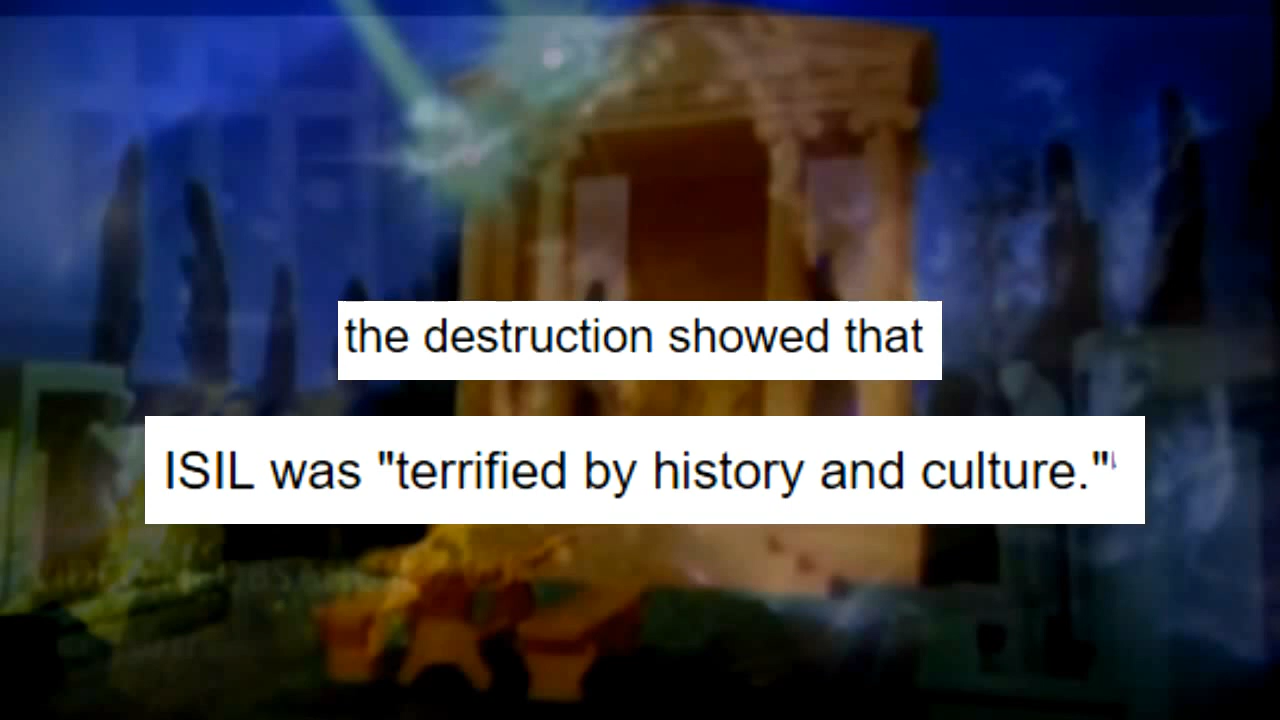 the destruction showed that
ISIL was "terrified by history and culture."